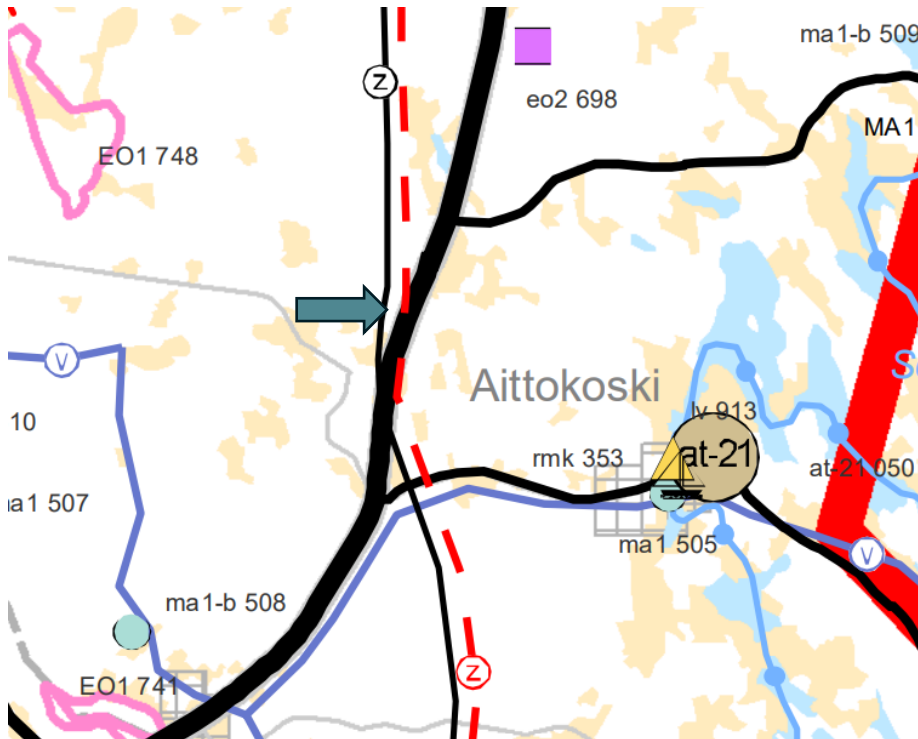 ma1-b 509
Z
eo2 698
MA1
EO1 748
V
Aittokoski
10
lv 913
at-21
rmk 353
at-21 050
a1 507
ma1 505
V
ma1-b 508
Z
EO1 741